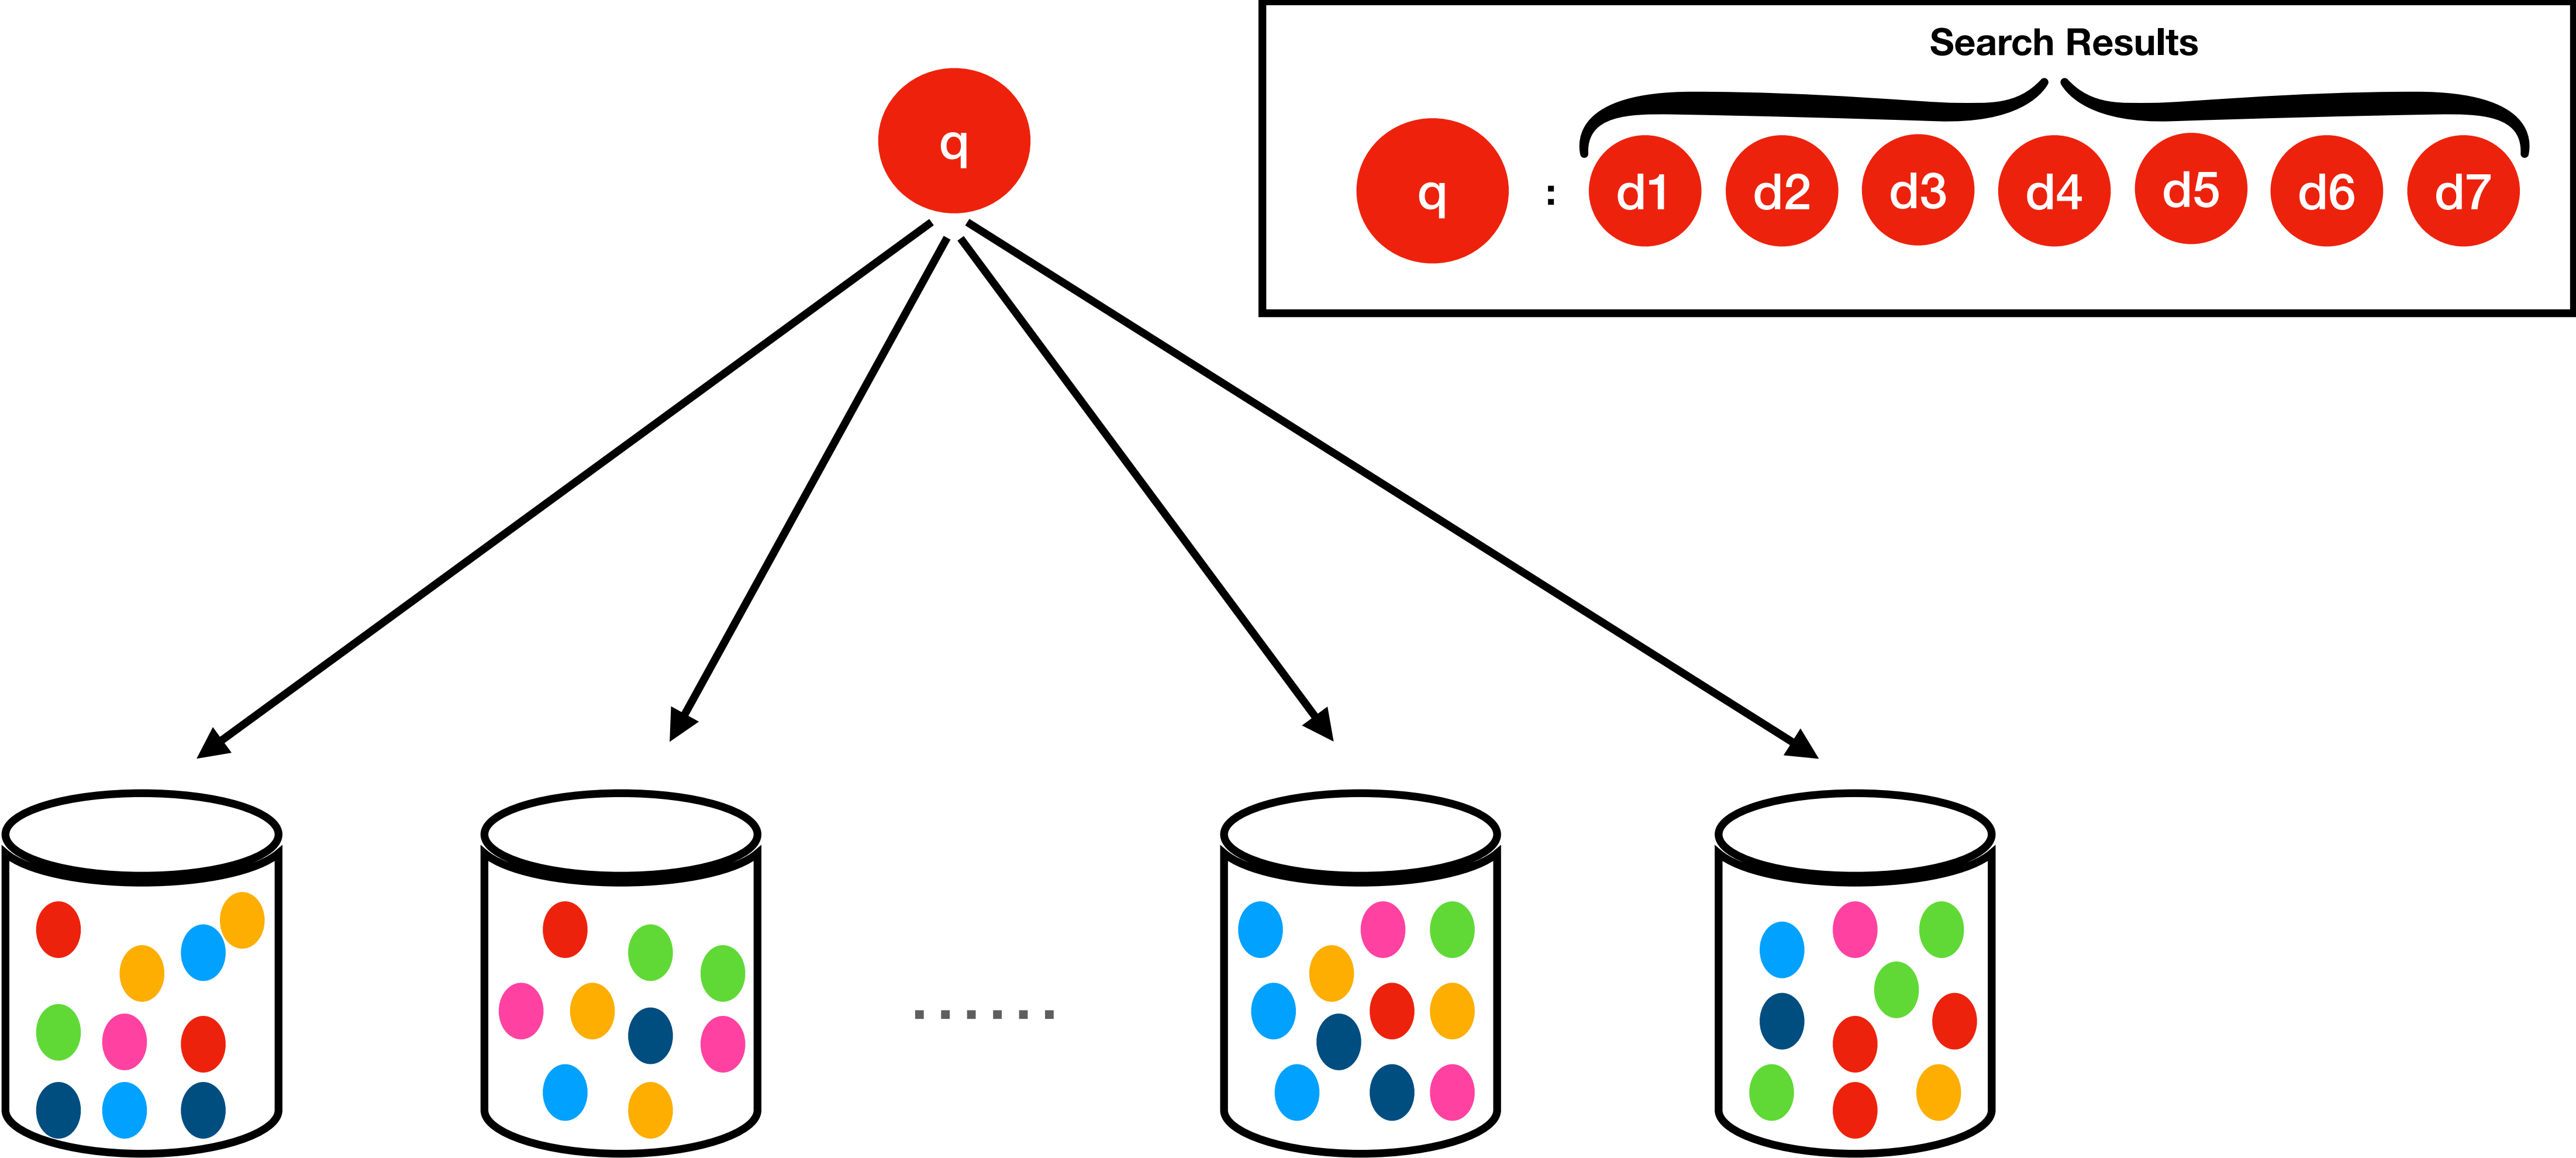 Search Results
q
q : d1 d2 d3 d4 d5 d6 d7
......